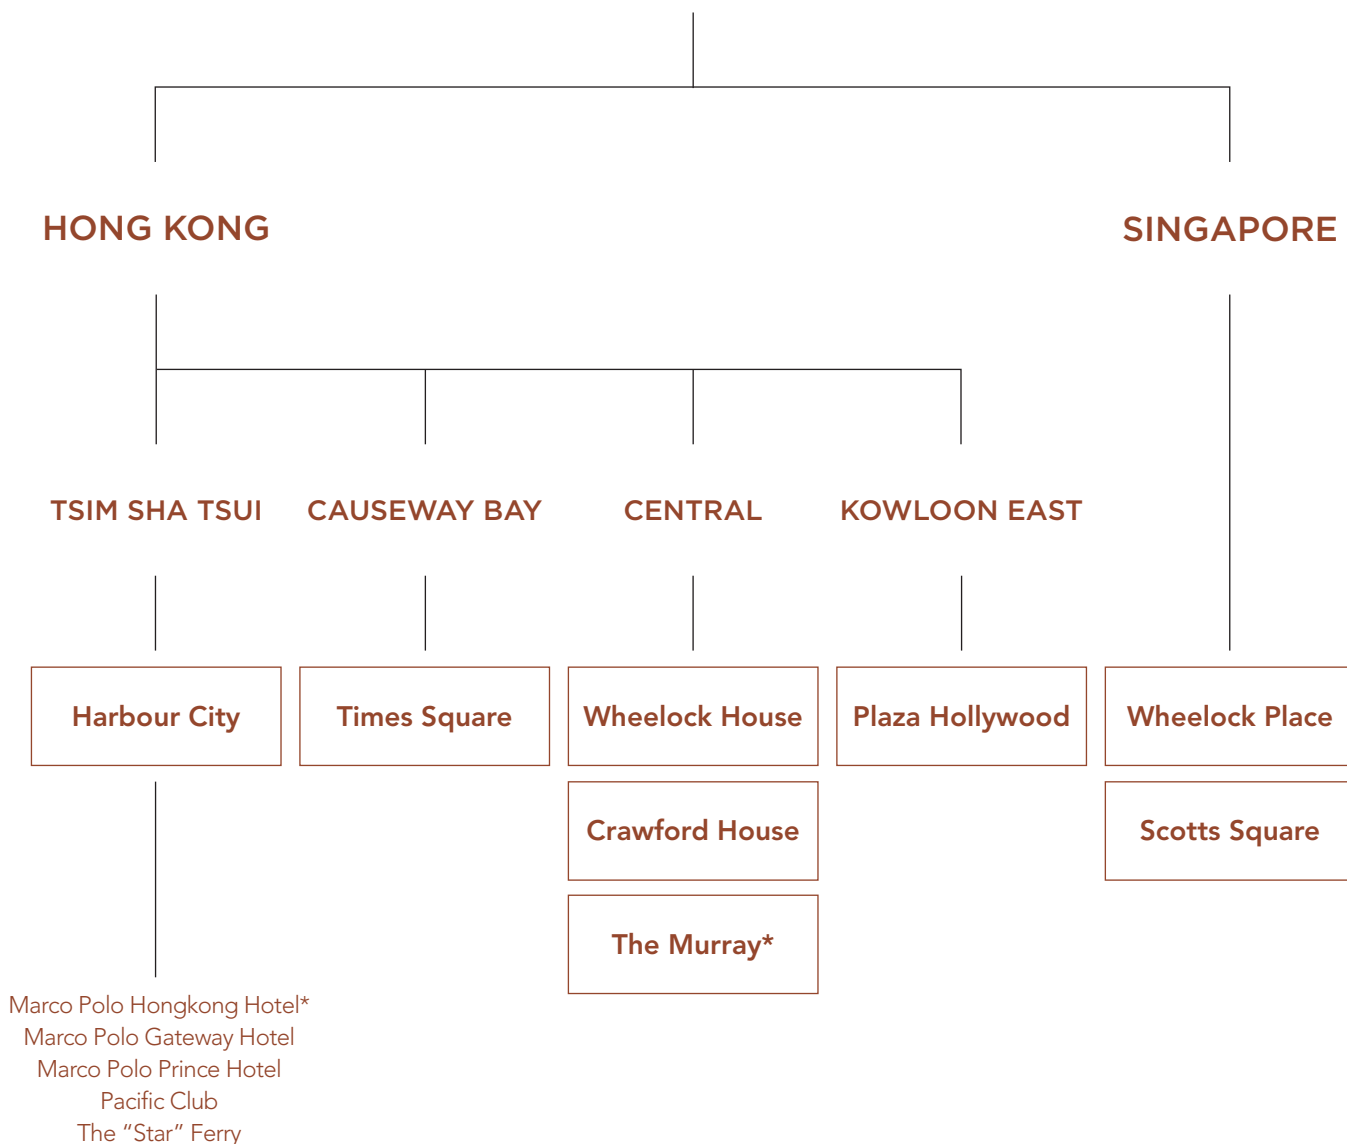 HONG KONG
SINGAPORE
TSIM SHA TSUI
CAUSEWAY BAY
CENTRAL
KOWLOON EAST
Harbour City
Times Square
Wheelock House
Plaza Hollywood
Wheelock Place
Crawford House
Scotts Square
The Murray*
Marco Polo Hongkong Hotel*
Marco Polo Gateway Hotel
Marco Polo Prince Hotel
Pacific Club
The “Star” Ferry